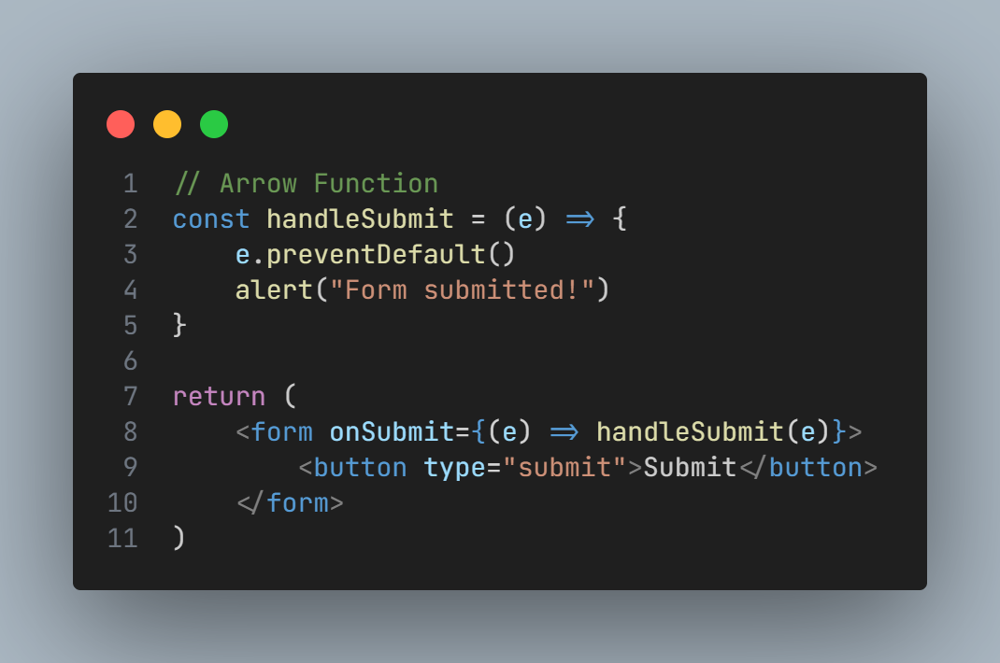 1 // Arrow Function
2 const handleSubmit = (e) => {
3     e.preventDefault()
4     alert("Form submitted!")
5 }
6
7 return (
8     <form onSubmit={(e) => handleSubmit(e)}>
9         <button type="submit">Submit</button>
10     </form>
11 )